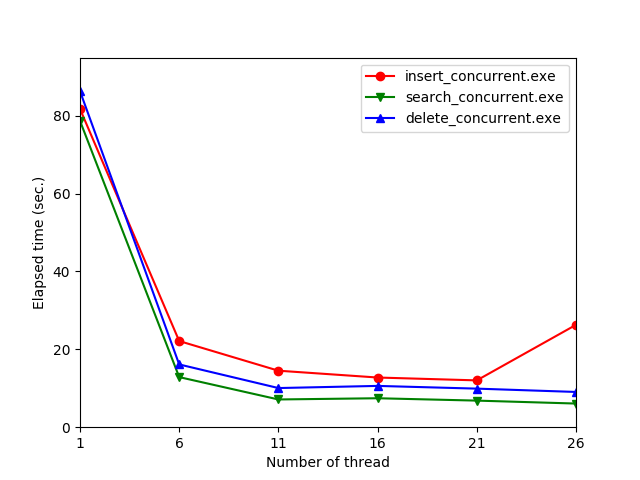 insert_concurrent.exe
search_concurrent.exe
delete_concurrent.exe
80
60
40
20
0
Elapsed time (sec.)
1 6 11 16 21 26
Number of thread